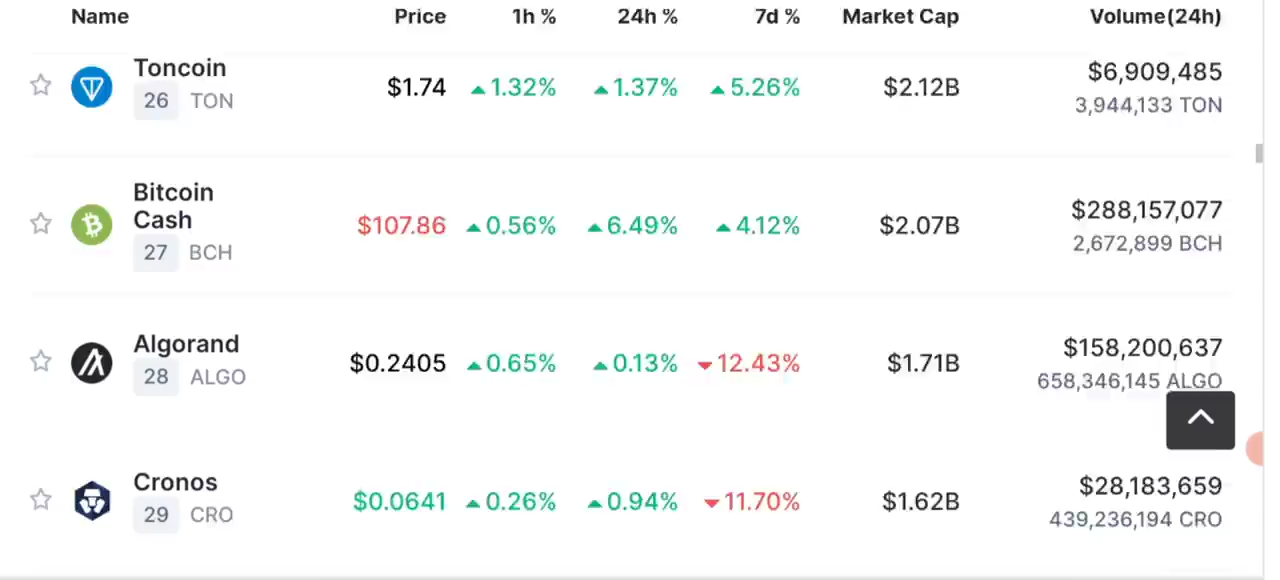 Name Price 1h % 24h % 7d % Market Cap Volume(24h)
Toncoin
26 TON $1.74 1.32% 1.37% 5.26% $2.12B $6,909,485
3,944,133 TON
Bitcoin
Cash
27 BCH $107.86 0.56% 6.49% 4.12% $2.07B $288,157,077
2,672,899 BCH
Algorand
28 ALGO $0.2405 0.65% 0.13% 12.43% $1.71B $158,200,637
658,346,145 ALGO
Cronos
29 CRO $0.0641 0.26% 0.94% 11.70% $1.62B $28,183,659
439,236,194 CRO